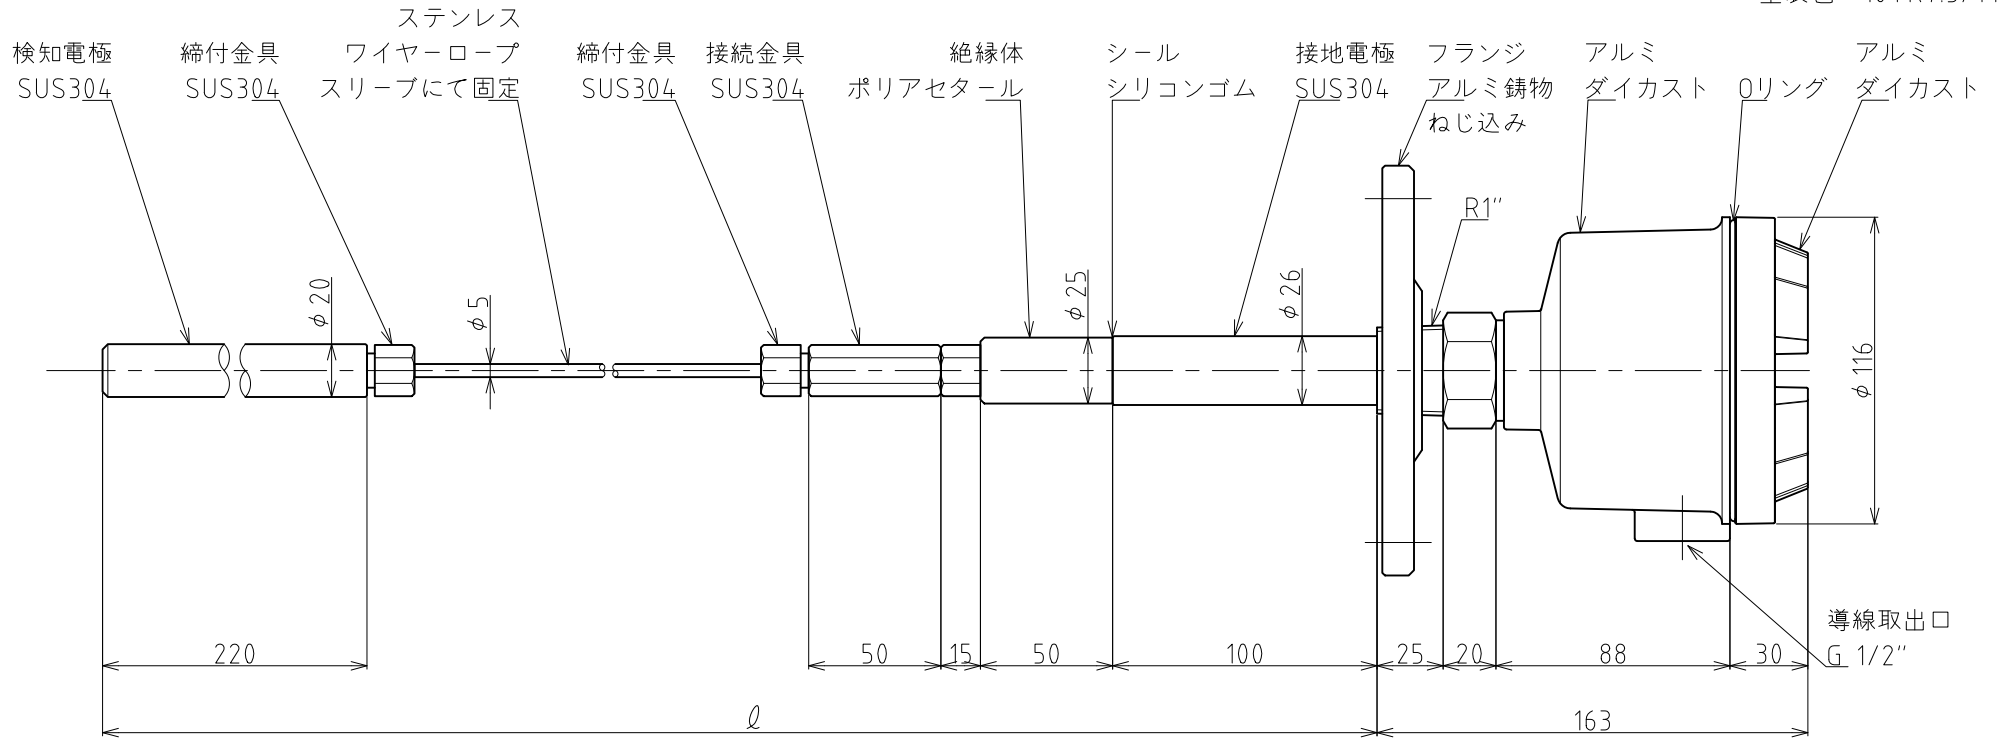 検知電極
SUS304
締付金具
SUS304
ステンレス
ワイヤーロープ
スリーブにて固定
締付金具
SUS304
接続金具
SUS304
絶縁体
ポリアセタール
シール
シリコンゴム
接地電極
SUS304
フランジ
アルミ鋳物
ねじ込み
アルミ
ダイカスト
Oリング
アルミ
ダイカスト
R1"
φ20
φ5
φ25
φ26
φ116
導線取出口
G 1/2"
220
50
15
50
100
25
20
88
30
ℓ
163